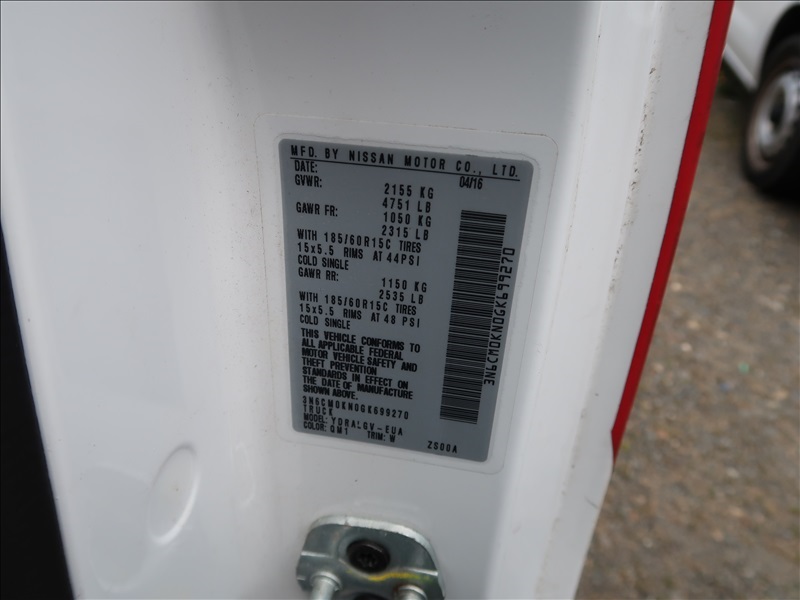 MFD. BY NISSAN MOTOR CO., LTD.
DATE: 04/16
GVWR: 2155 KG
4751 LB
GAWR FR: 1050 KG
2315 LB
WITH 185/60R15C TIRES
15x5.5 RIMS AT 44PSI
COLD SINGLE
GAWR RR: 1150 KG
2535 LB
WITH 185/60R15C TIRES
15x5.5 RIMS AT 48 PSI
COLD SINGLE
THIS VEHICLE CONFORMS TO
ALL APPLICABLE FEDERAL
MOTOR VEHICLE SAFETY AND
THEFT PREVENTION
STANDARDS IN EFFECT ON
THE DATE OF MANUFACTURE
SHOWN ABOVE.
3N6CM0KN0GK699270
TRUCK
MODEL: YDRALGV-EUA
COLOR: QM1 TRIM: W ZS00A
3N6CM0KN0GK699270